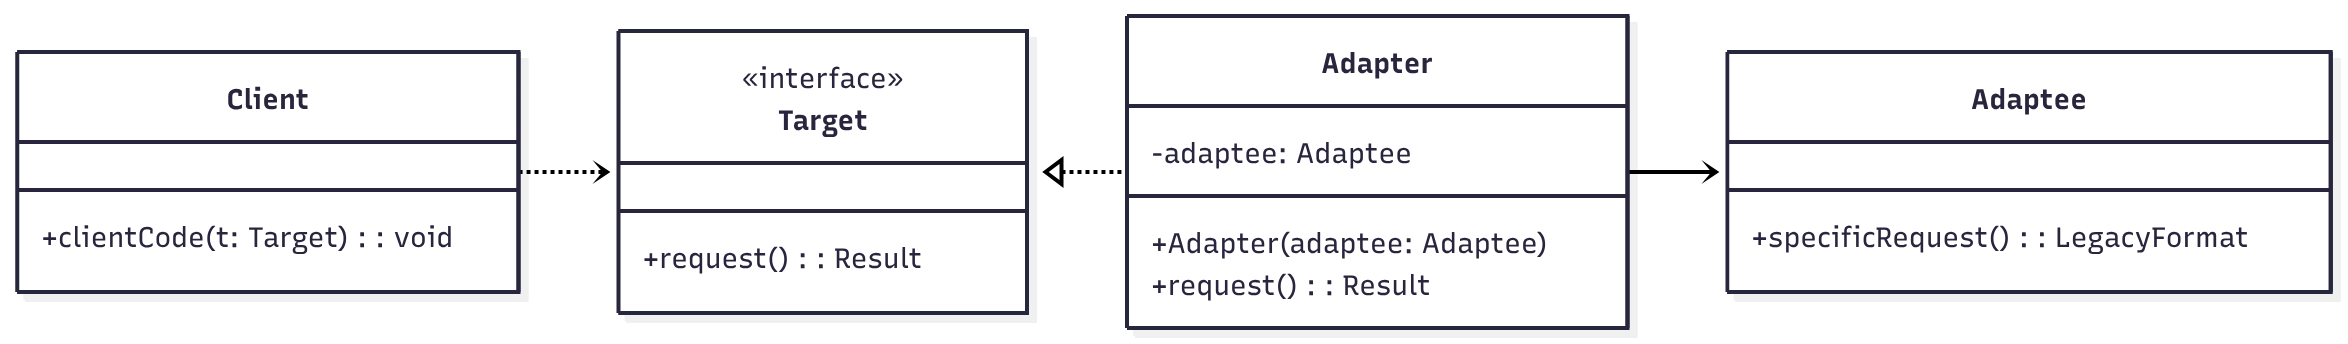 Client
+clientCode(t: Target) : : void
«interface»
Target
+request() : : Result
Adapter
-adaptee: Adaptee
+Adapter(adaptee: Adaptee)
+request() : : Result
Adaptee
+specificRequest() : : LegacyFormat